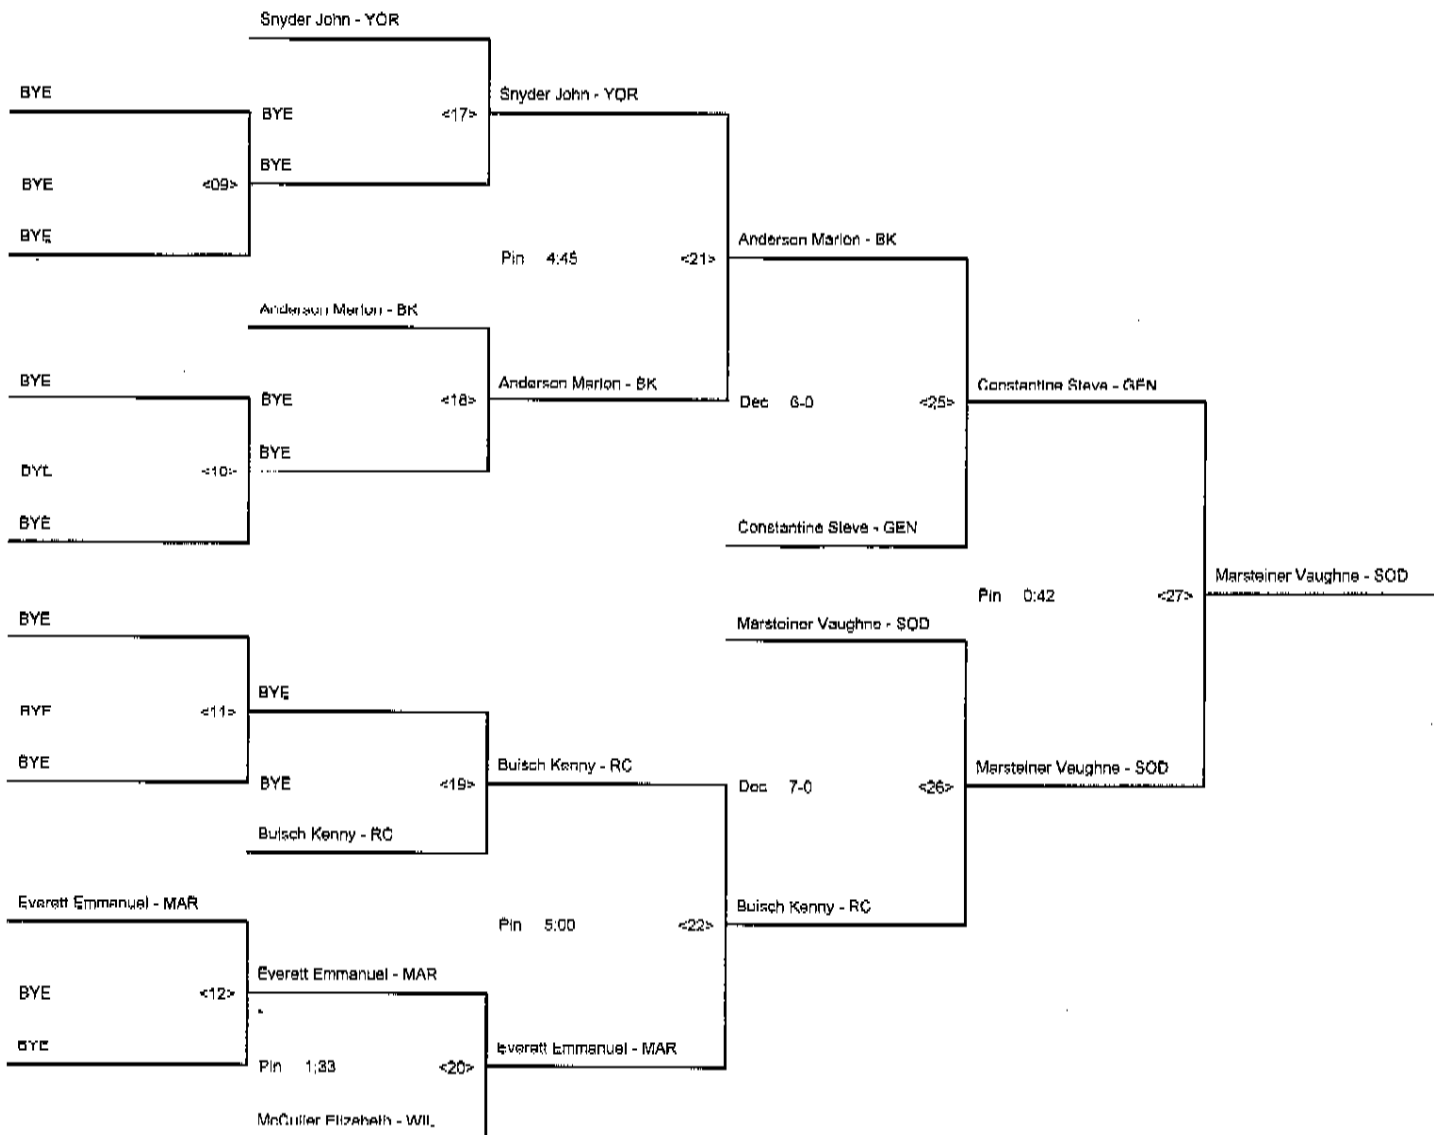 Snyder John - YOR
BYE
Snyder John - YOR
BYE <17>
BYE
BYE <09>
BYE
Anderson Marlon - BK
Pin 4:45 <21>
Anderson Marlon - BK
BYE
Anderson Marlon - BK
Constantine Steve - GEN
BYE <18>
Dec 6-0 <25>
BYE
BYE <10>
BYE
Constantine Steve - GEN
Marsteiner Vaughne - SOD
Pin 0:42 <27>
BYE
Marsteiner Vaughne - SOD
BYE
BYE <11>
BYE
Buisch Kenny - RC
Marsteiner Vaughne - SOD
BYE <19>
Dec 7-0 <26>
Buisch Kenny - RC
Everett Emmanuel - MAR
Buisch Kenny - RC
Pin 5:00 <22>
Everett Emmanuel - MAR
BYE <12>
BYE
Everett Emmanuel - MAR
Pin 1:33 <20>
McCuller Elizabeth - WIL